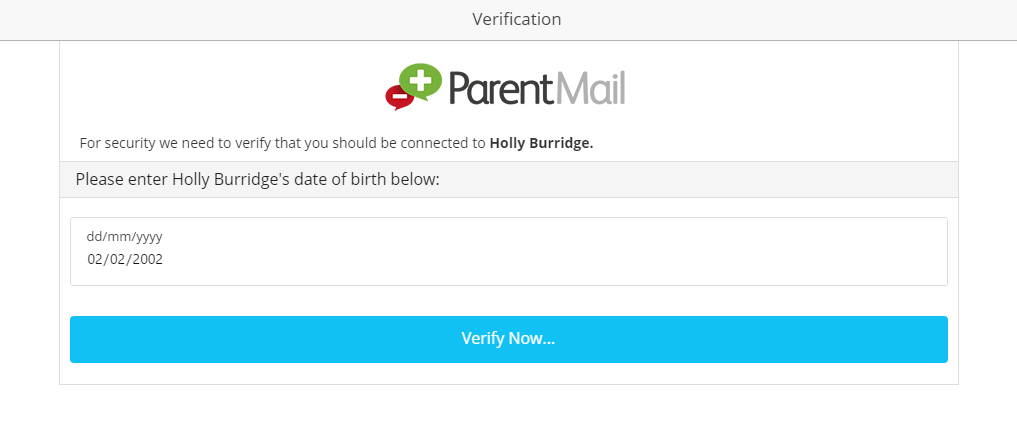 Verification
ParentMail
For security we need to verify that you should be connected to Holly Burridge.
Please enter Holly Burridge's date of birth below:
dd/mm/yyyy
02/02/2002
Verify Now...